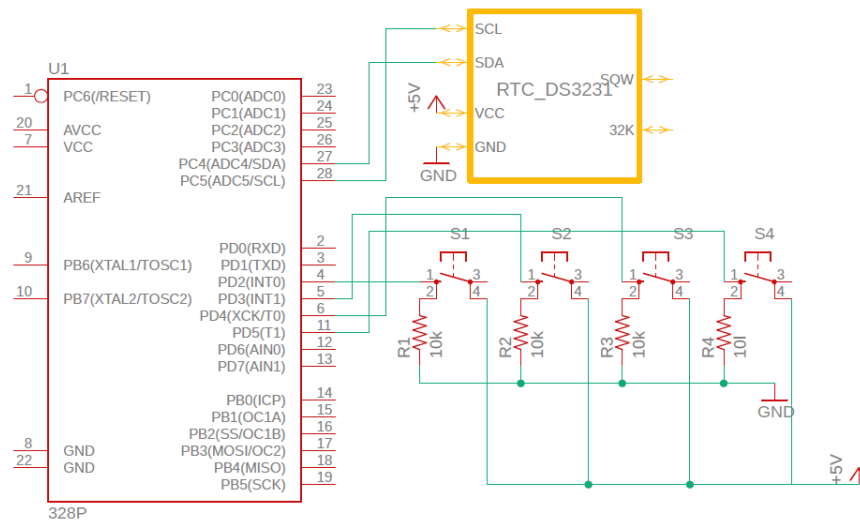 U1
1 PC6(/RESET)
20 AVCC
7 VCC
21 AREF
9 PB6(XTAL1/TOSC1)
10 PB7(XTAL2/TOSC2)
8 GND
22 GND
PC0(ADC0) 23
PC1(ADC1) 24
PC2(ADC2) 25
PC3(ADC3) 26
PC4(ADC4/SDA) 27
PC5(ADC5/SCL) 28
PD0(RXD) 2
PD1(TXD) 3
PD2(INT0) 4
PD3(INT1) 5
PD4(XCK/T0) 6
PD5(T1) 11
PD6(AIN0) 12
PD7(AIN1) 13
PB0(ICP) 14
PB1(OC1A) 15
PB2(SS/OC1B) 16
PB3(MOSI/OC2) 17
PB4(MISO) 18
PB5(SCK) 19
328P
SCL
SDA
VCC
GND
RTC_DS3231
SQW
32K
+5V
GND
S1 S2 S3 S4
1 3 1 3 1 3 1 3
2 4 2 4 2 4 2 4
R1 10k R2 10k R3 10k R4 10l
GND
+5V